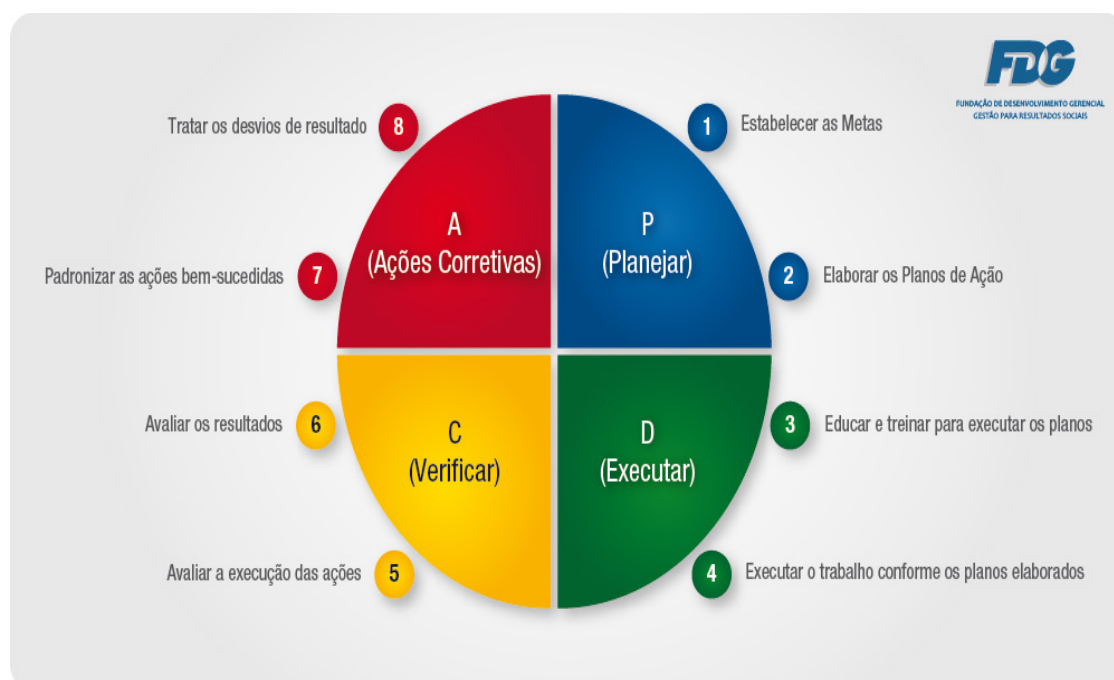 FDG
FUNDAÇÃO DE DESENVOLVIMENTO GERENCIAL
GESTÃO PARA RESULTADOS SOCIAIS
1 Estabelecer as Metas
2 Elaborar os Planos de Ação
3 Educar e treinar para executar os planos
4 Executar o trabalho conforme os planos elaborados
5 Avaliar a execução das ações
6 Avaliar os resultados
7 Padronizar as ações bem-sucedidas
8 Tratar os desvios de resultado
P
(Planejar)
D
(Executar)
C
(Verificar)
A
(Ações Corretivas)